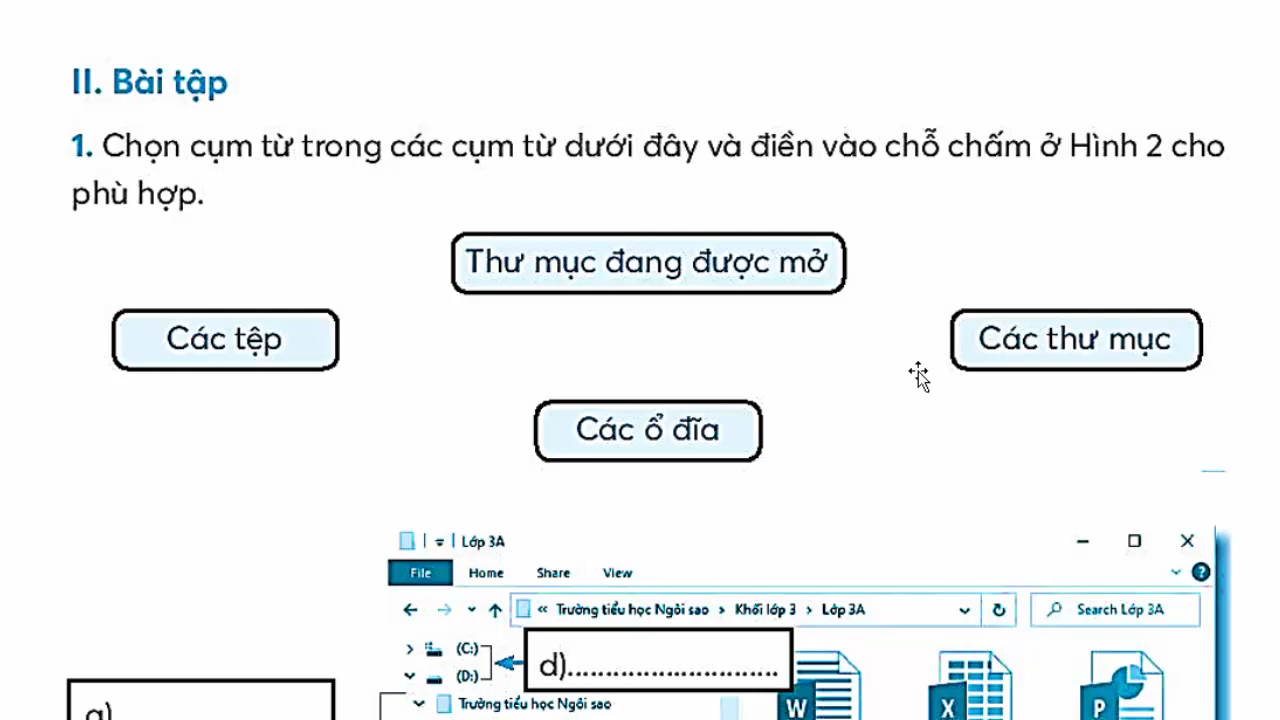 II. Bài tập
1. Chọn cụm từ trong các cụm từ dưới đây và điền vào chỗ chấm ở Hình 2 cho
phù hợp.
Thư mục đang được mở
Các tệp
Các thư mục
Các ổ đĩa
Lớp 3A
File Home Share View
« Trường tiểu học Ngôi sao › Khối lớp 3 › Lớp 3A
Search Lớp 3A
(C:)
d)............................
(D:)
Trường tiểu học Ngôi sao
W X P